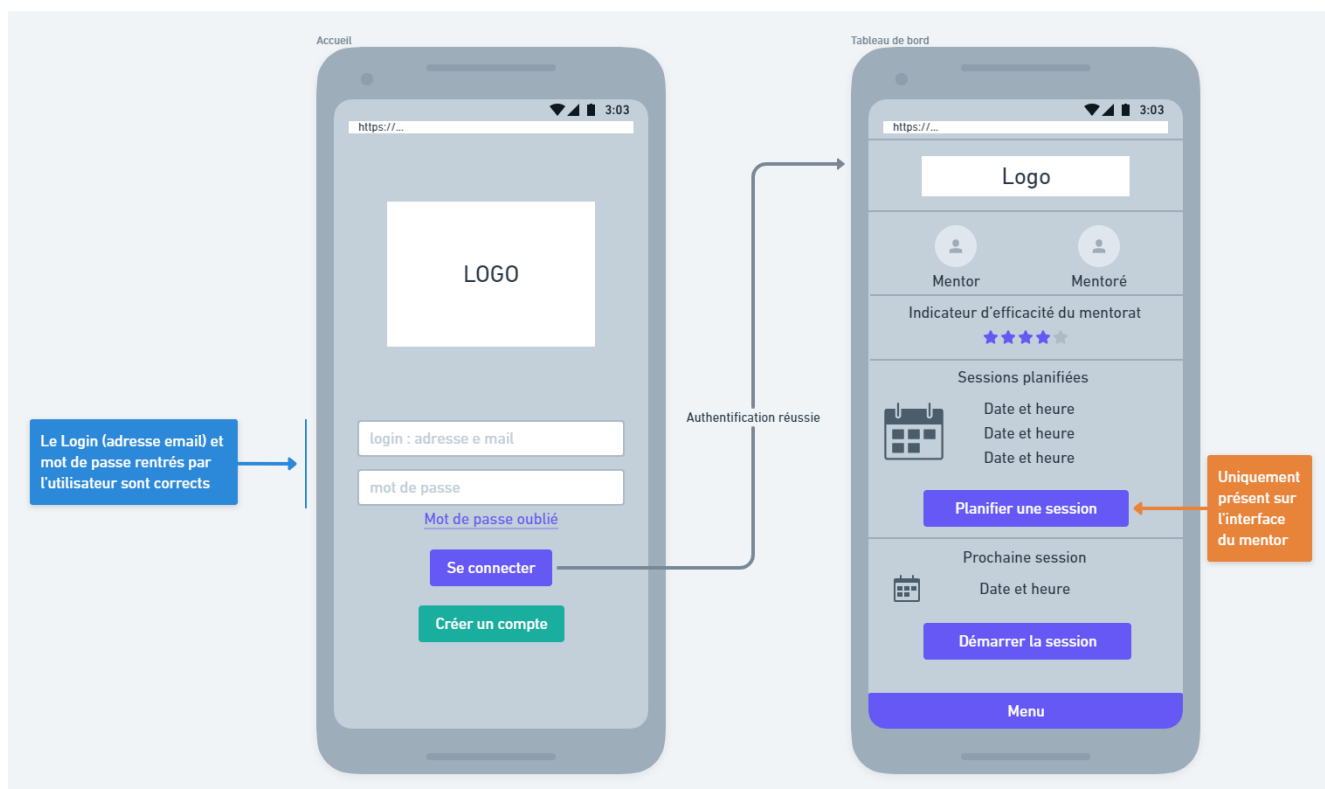 Accueil
3:03
https://...
LOGO
Le Login (adresse email) et
mot de passe rentrés par
l'utilisateur sont corrects
login : adresse e mail
mot de passe
Mot de passe oublié
Se connecter
Créer un compte
Authentification réussie
Tableau de bord
3:03
https://...
Logo
Mentor
Mentoré
Indicateur d'efficacité du mentorat
Sessions planifiées
Date et heure
Date et heure
Date et heure
Planifier une session
Uniquement
présent sur
l'interface
du mentor
Prochaine session
Date et heure
Démarrer la session
Menu